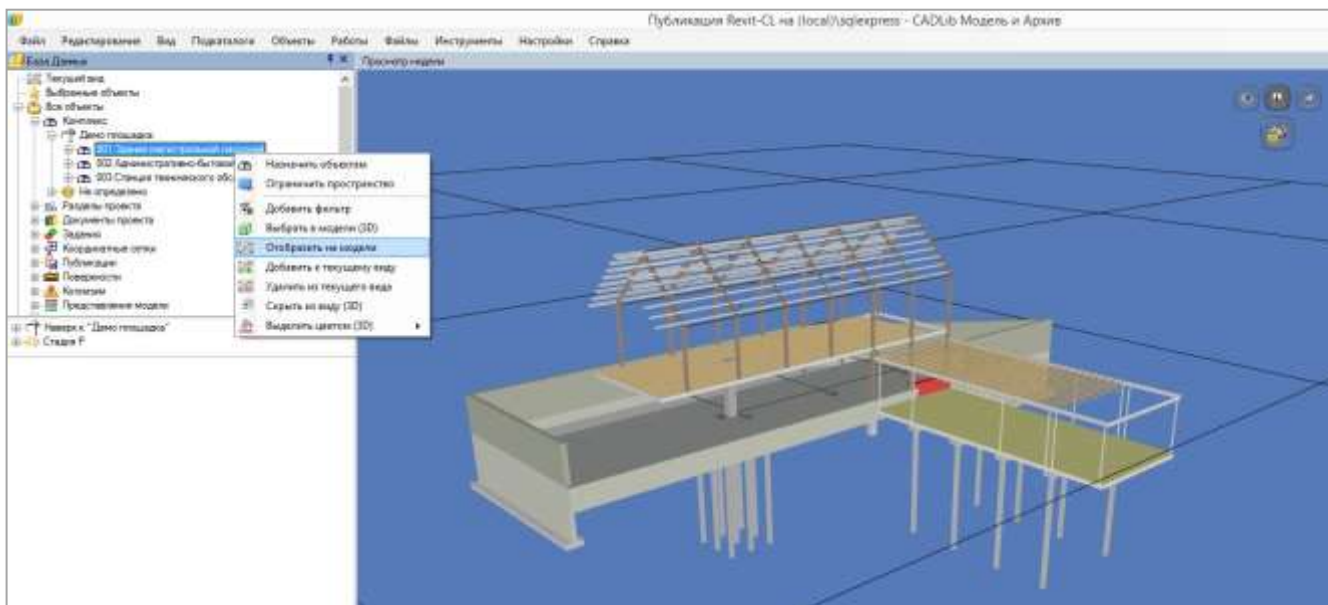 Публикация Revit-CL на (local)\sqlexpress - CADLib Модель и Архив
Файл Редактирование Вид Подкаталоги Объекты Работы Файлы Инструменты Настройки Справка
База Данных
Просмотр модели
Текущий вид
Выбранные объекты
Все объекты
Комплекс
Демо площадка
001 Здание магистральной
002 Административно-бытовой
003 Станция технического обс
Не определено
Разделы проекта
Документы проекта
Задания
Координатные сетки
Публикации
Поверхности
Коллизии
Представления модели
Назначить объектам
Ограничить пространство
Добавить фильтр
Выбрать в модели (3D)
Отобразить на модели
Добавить к текущему виду
Удалить из текущего вида
Скрыть из виду (3D)
Выделить цветом (3D)
Наверх к "Демо площадка"
Стадия Р